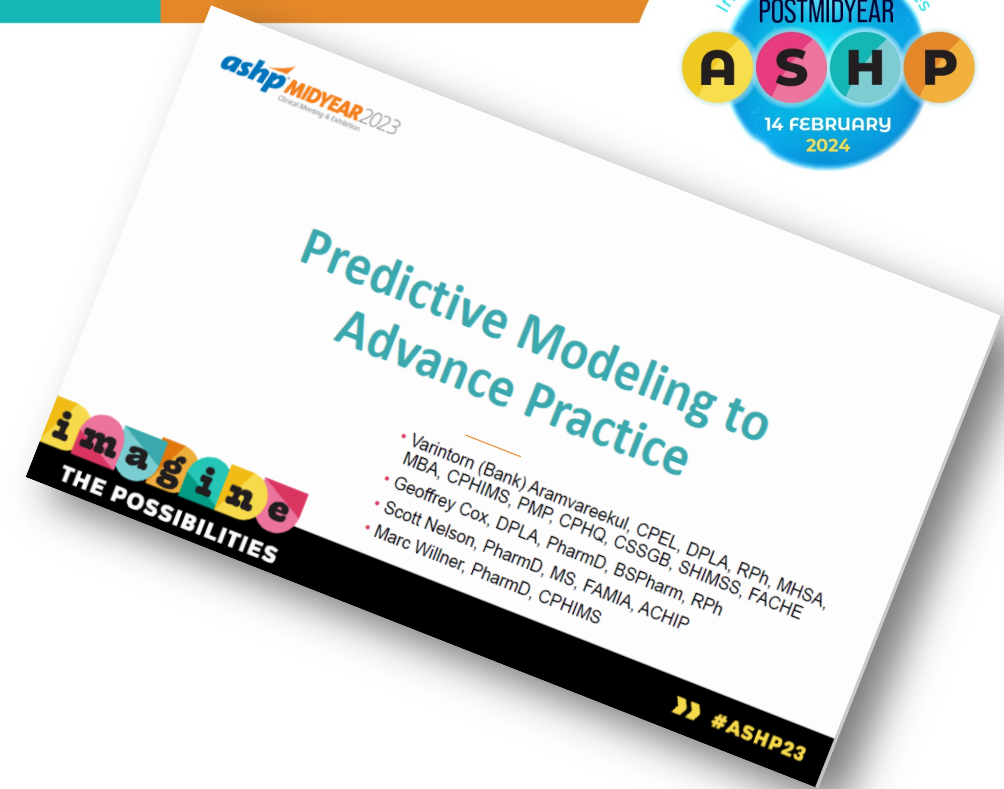 POSTMIDYEAR
A S H P
14 FEBRUARY
2024
ashp MIDYEAR2023
Clinical Meeting & Exhibition
Predictive Modeling to
Advance Practice
• Varintorn (Bank) Aramvareekul, CPEL, DPLA, RPh, MHSA,
MBA, CPHIMS, PMP, CPHQ, CSSGB, SHIMSS, FACHE
• Geoffrey Cox, DPLA, PharmD, BSPharm, RPh
• Scott Nelson, PharmD, MS, FAMIA, ACHIP
• Marc Willner, PharmD, CPHIMS
imagine
THE POSSIBILITIES
#ASHP23